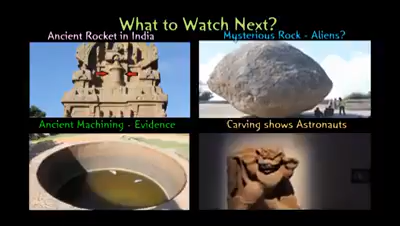 What to Watch Next?
Ancient Rocket in India
Mysterious Rock - Aliens?
Ancient Machining - Evidence
Carving shows Astronauts